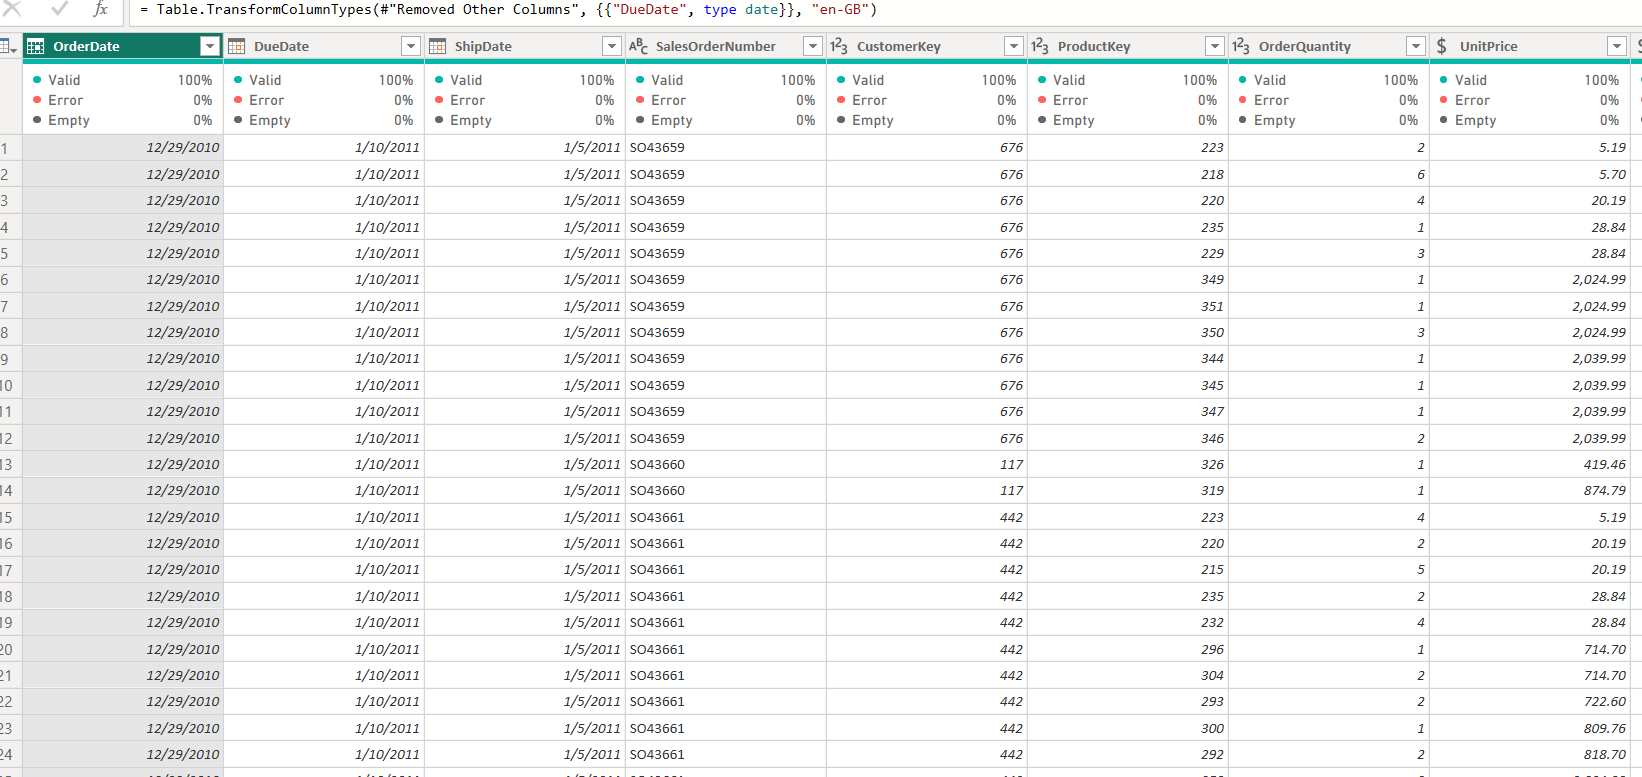 fx = Table.TransformColumnTypes(#"Removed Other Columns", {{"DueDate", type date}}, "en-GB")
OrderDate DueDate ShipDate ABC SalesOrderNumber 123 CustomerKey 123 ProductKey 123 OrderQuantity $ UnitPrice
Valid 100% Valid 100% Valid 100% Valid 100% Valid 100% Valid 100% Valid 100% Valid 100%
Error 0% Error 0% Error 0% Error 0% Error 0% Error 0% Error 0% Error 0%
Empty 0% Empty 0% Empty 0% Empty 0% Empty 0% Empty 0% Empty 0% Empty 0%
1 12/29/2010 1/10/2011 1/5/2011 SO43659 676 223 2 5.19
2 12/29/2010 1/10/2011 1/5/2011 SO43659 676 218 6 5.70
3 12/29/2010 1/10/2011 1/5/2011 SO43659 676 220 4 20.19
4 12/29/2010 1/10/2011 1/5/2011 SO43659 676 235 1 28.84
5 12/29/2010 1/10/2011 1/5/2011 SO43659 676 229 3 28.84
6 12/29/2010 1/10/2011 1/5/2011 SO43659 676 349 1 2,024.99
7 12/29/2010 1/10/2011 1/5/2011 SO43659 676 351 1 2,024.99
8 12/29/2010 1/10/2011 1/5/2011 SO43659 676 350 3 2,024.99
9 12/29/2010 1/10/2011 1/5/2011 SO43659 676 344 1 2,039.99
10 12/29/2010 1/10/2011 1/5/2011 SO43659 676 345 1 2,039.99
11 12/29/2010 1/10/2011 1/5/2011 SO43659 676 347 1 2,039.99
12 12/29/2010 1/10/2011 1/5/2011 SO43659 676 346 2 2,039.99
13 12/29/2010 1/10/2011 1/5/2011 SO43660 117 326 1 419.46
14 12/29/2010 1/10/2011 1/5/2011 SO43660 117 319 1 874.79
15 12/29/2010 1/10/2011 1/5/2011 SO43661 442 223 4 5.19
16 12/29/2010 1/10/2011 1/5/2011 SO43661 442 220 2 20.19
17 12/29/2010 1/10/2011 1/5/2011 SO43661 442 215 5 20.19
18 12/29/2010 1/10/2011 1/5/2011 SO43661 442 235 2 28.84
19 12/29/2010 1/10/2011 1/5/2011 SO43661 442 232 4 28.84
20 12/29/2010 1/10/2011 1/5/2011 SO43661 442 296 1 714.70
21 12/29/2010 1/10/2011 1/5/2011 SO43661 442 304 2 714.70
22 12/29/2010 1/10/2011 1/5/2011 SO43661 442 293 2 722.60
23 12/29/2010 1/10/2011 1/5/2011 SO43661 442 300 1 809.76
24 12/29/2010 1/10/2011 1/5/2011 SO43661 442 292 2 818.70